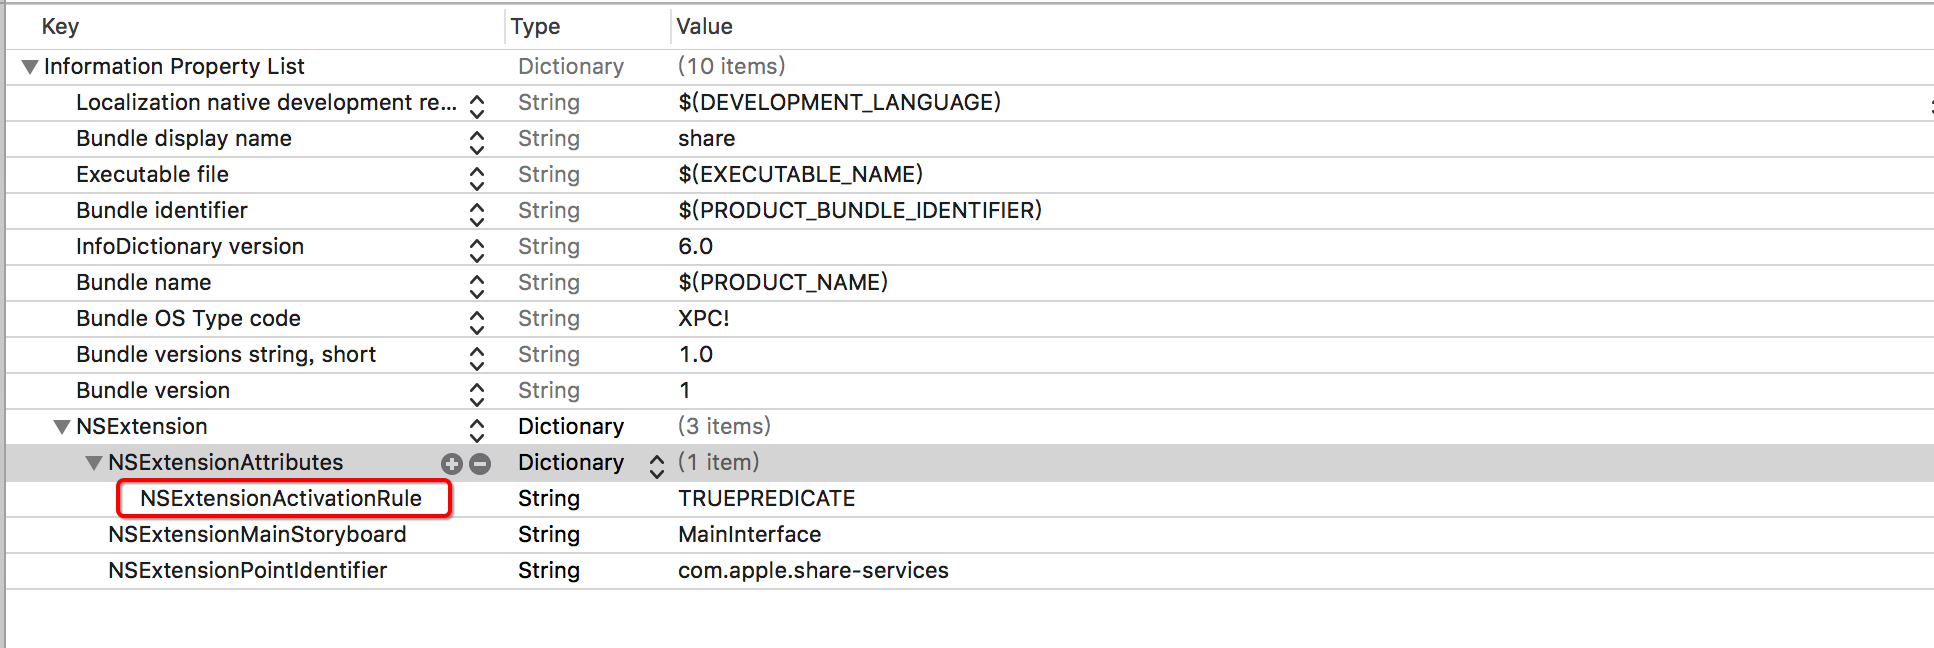 Key Type Value
Information Property List Dictionary (10 items)
Localization native development re... String $(DEVELOPMENT_LANGUAGE)
Bundle display name String share
Executable file String $(EXECUTABLE_NAME)
Bundle identifier String $(PRODUCT_BUNDLE_IDENTIFIER)
InfoDictionary version String 6.0
Bundle name String $(PRODUCT_NAME)
Bundle OS Type code String XPC!
Bundle versions string, short String 1.0
Bundle version String 1
NSExtension Dictionary (3 items)
NSExtensionAttributes Dictionary (1 item)
NSExtensionActivationRule String TRUEPREDICATE
NSExtensionMainStoryboard String MainInterface
NSExtensionPointIdentifier String com.apple.share-services